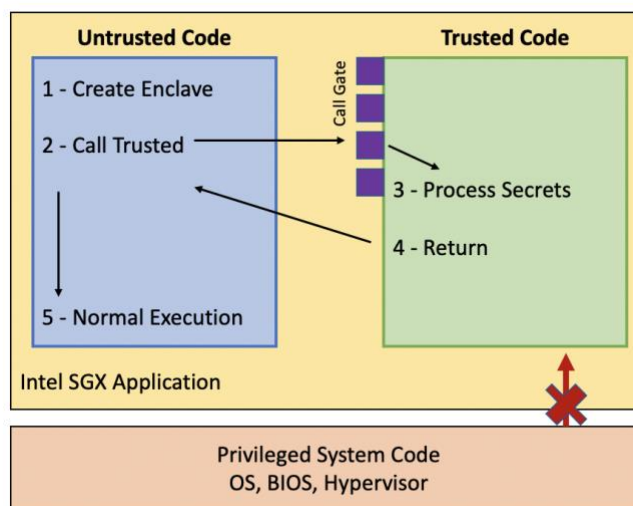 Untrusted Code
Trusted Code
1 - Create Enclave
2 - Call Trusted
Call Gate
3 - Process Secrets
4 - Return
5 - Normal Execution
Intel SGX Application
Privileged System Code
OS, BIOS, Hypervisor